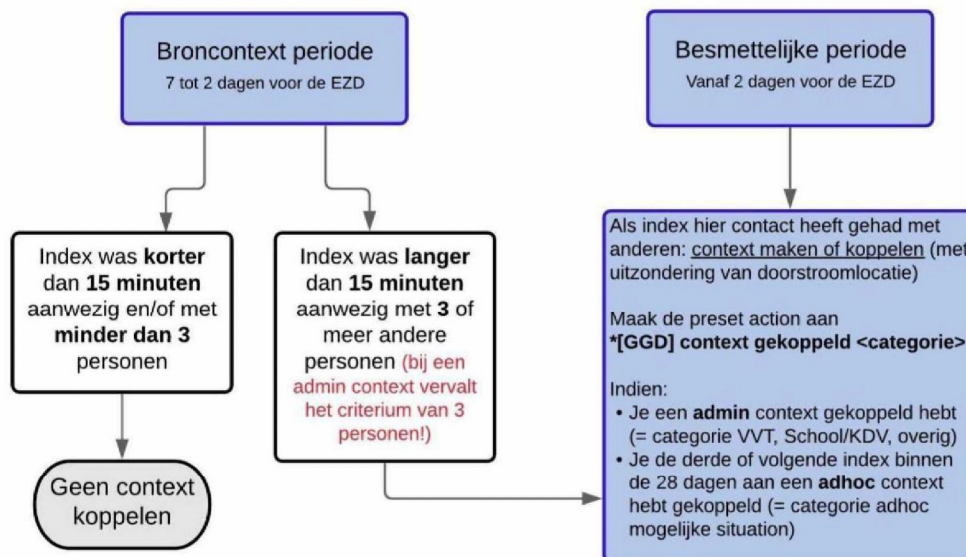 Broncontext periode
7 tot 2 dagen voor de EZD
Besmettelijke periode
Vanaf 2 dagen voor de EZD
Index was korter
dan 15 minuten
aanwezig en/of met
minder dan 3
personen
Index was langer
dan 15 minuten
aanwezig met 3 of
meer andere
personen (bij een
admin context vervalt
het criterium van 3
personen!)
Als index hier contact heeft gehad met
anderen: context maken of koppelen (met
uitzondering van doorstroomlocatie)
Maak de preset action aan
*[GGD] context gekoppeld <categorie>
Indien:
• Je een admin context gekoppeld hebt
(= categorie VVT, School/KDV, overig)
• Je de derde of volgende index binnen
de 28 dagen aan een adhoc context
hebt gekoppeld (= categorie adhoc
mogelijke situation)
Geen context
koppelen